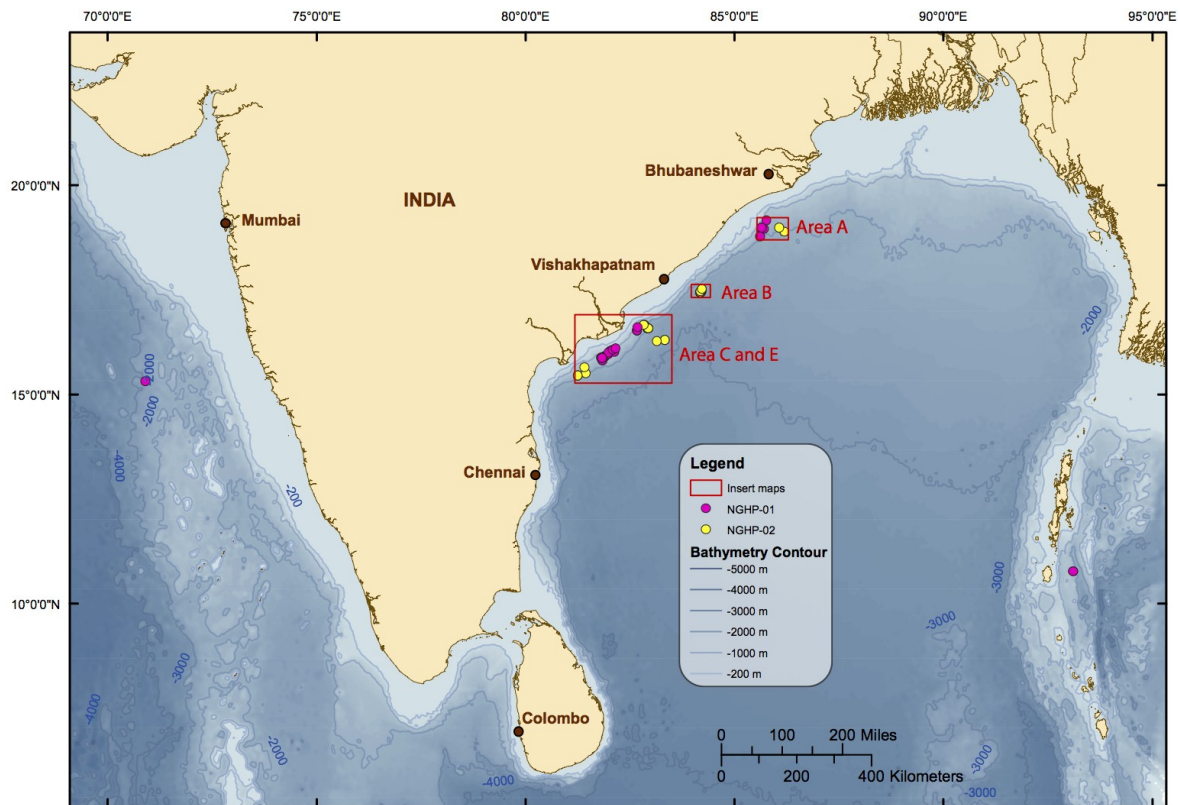 70°0'0"E 75°0'0"E 80°0'0"E 85°0'0"E 90°0'0"E 95°0'0"E
20°0'0"N
15°0'0"N
10°0'0"N
Bhubaneshwar
INDIA
Mumbai
Area A
Vishakhapatnam
Area B
Area C and E
Chennai
Colombo
-2000
-2000
-2000
-4000
-200
-3000
-3000
-3000
-4000
-2000
-4000
-3000
-3000
Legend
Insert maps
NGHP-01
NGHP-02
Bathymetry Contour
-5000 m
-4000 m
-3000 m
-2000 m
-1000 m
-200 m
0 100 200 Miles
0 200 400 Kilometers